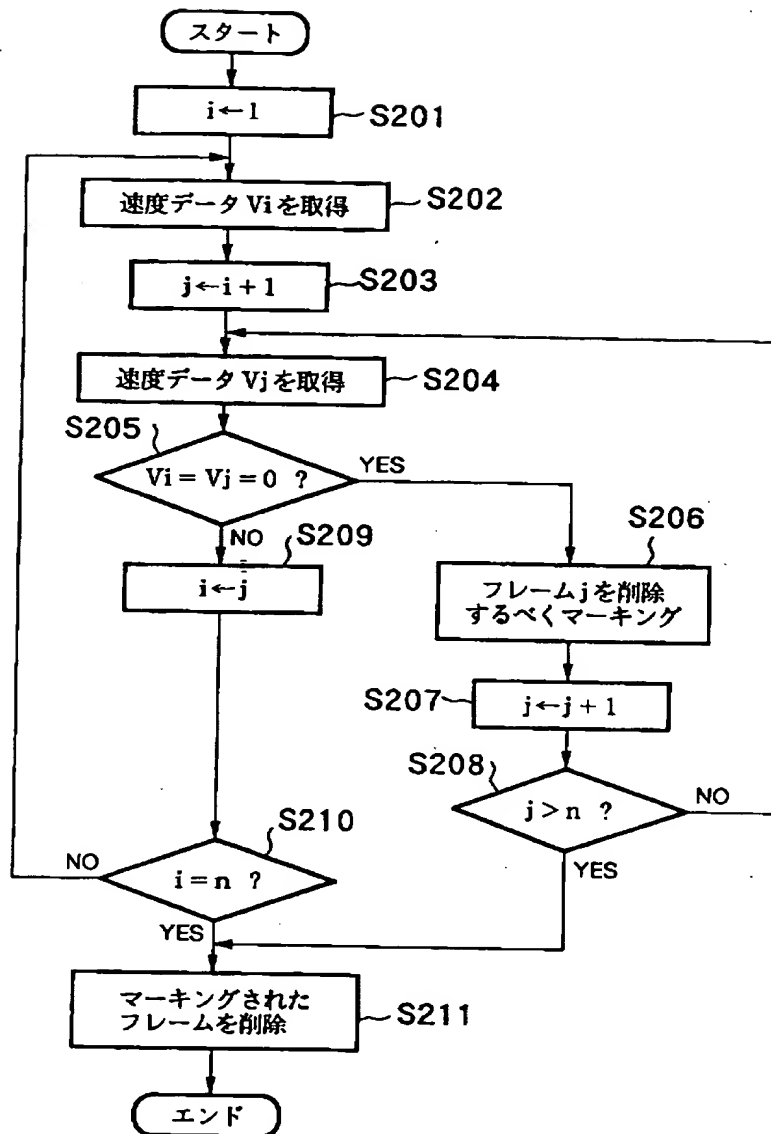 スタート
i←1
S201
速度データViを取得
S202
j←i+1
S203
速度データVjを取得
S204
S205
Vi=Vj=0 ?
YES
NO
S209
i←j
S206
フレームjを削除
するべくマーキング
S207
j←j+1
S208
j>n ?
NO
YES
S210
NO
i=n ?
YES
マーキングされた
フレームを削除
S211
エンド